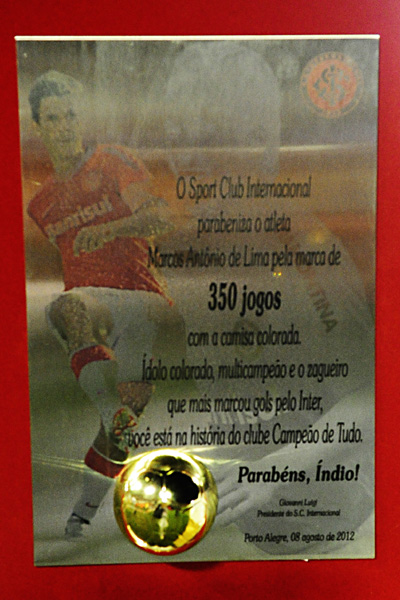 O Sport Club Internacional
parabeniza o atleta
Marcos Antônio de Lima pela marca de
350 jogos
com a camisa colorada.
Ídolo colorado, multicampeão e o zagueiro
que mais marcou gols pelo Inter,
você está na história do clube Campeão de Tudo.
Parabéns, Índio!
Giovanni Luigi
Presidente do S.C. Internacional
Porto Alegre, 08 agosto de 2012
Banrisul
TINA